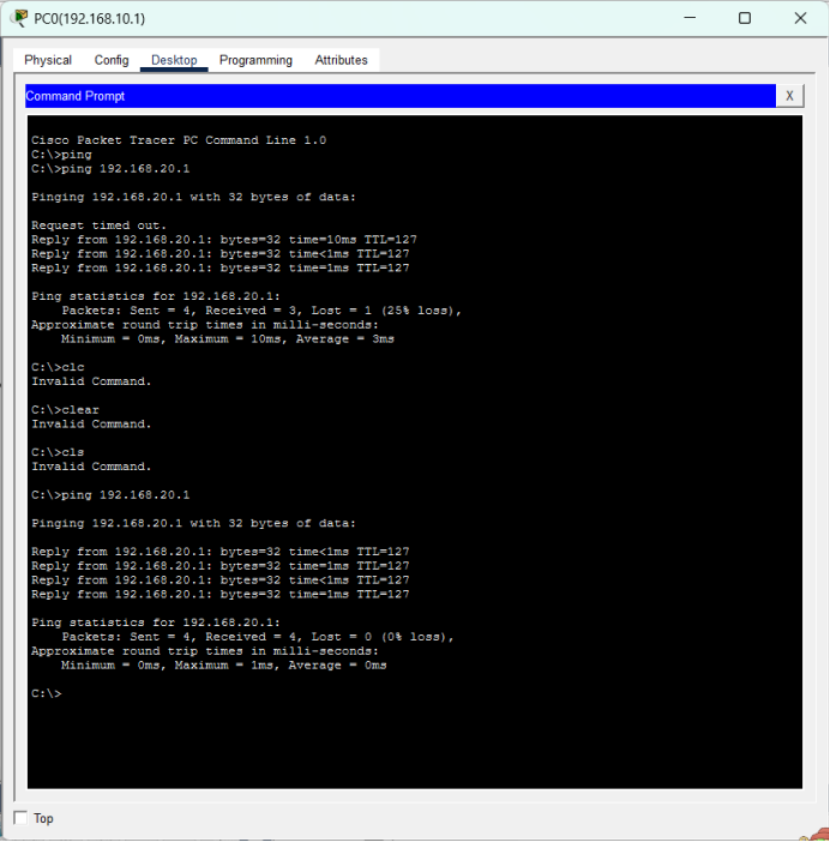 PC0(192.168.10.1)
Physical Config Desktop Programming Attributes
Command Prompt X
Cisco Packet Tracer PC Command Line 1.0
C:\>ping
C:\>ping 192.168.20.1
Pinging 192.168.20.1 with 32 bytes of data:
Request timed out.
Reply from 192.168.20.1: bytes=32 time=10ms TTL=127
Reply from 192.168.20.1: bytes=32 time<1ms TTL=127
Reply from 192.168.20.1: bytes=32 time=1ms TTL=127
Ping statistics for 192.168.20.1:
Packets: Sent = 4, Received = 3, Lost = 1 (25% loss),
Approximate round trip times in milli-seconds:
Minimum = 0ms, Maximum = 10ms, Average = 3ms
C:\>clc
Invalid Command.
C:\>clear
Invalid Command.
C:\>cls
Invalid Command.
C:\>ping 192.168.20.1
Pinging 192.168.20.1 with 32 bytes of data:
Reply from 192.168.20.1: bytes=32 time<1ms TTL=127
Reply from 192.168.20.1: bytes=32 time=1ms TTL=127
Reply from 192.168.20.1: bytes=32 time<1ms TTL=127
Reply from 192.168.20.1: bytes=32 time=1ms TTL=127
Ping statistics for 192.168.20.1:
Packets: Sent = 4, Received = 4, Lost = 0 (0% loss),
Approximate round trip times in milli-seconds:
Minimum = 0ms, Maximum = 1ms, Average = 0ms
C:\>
Top